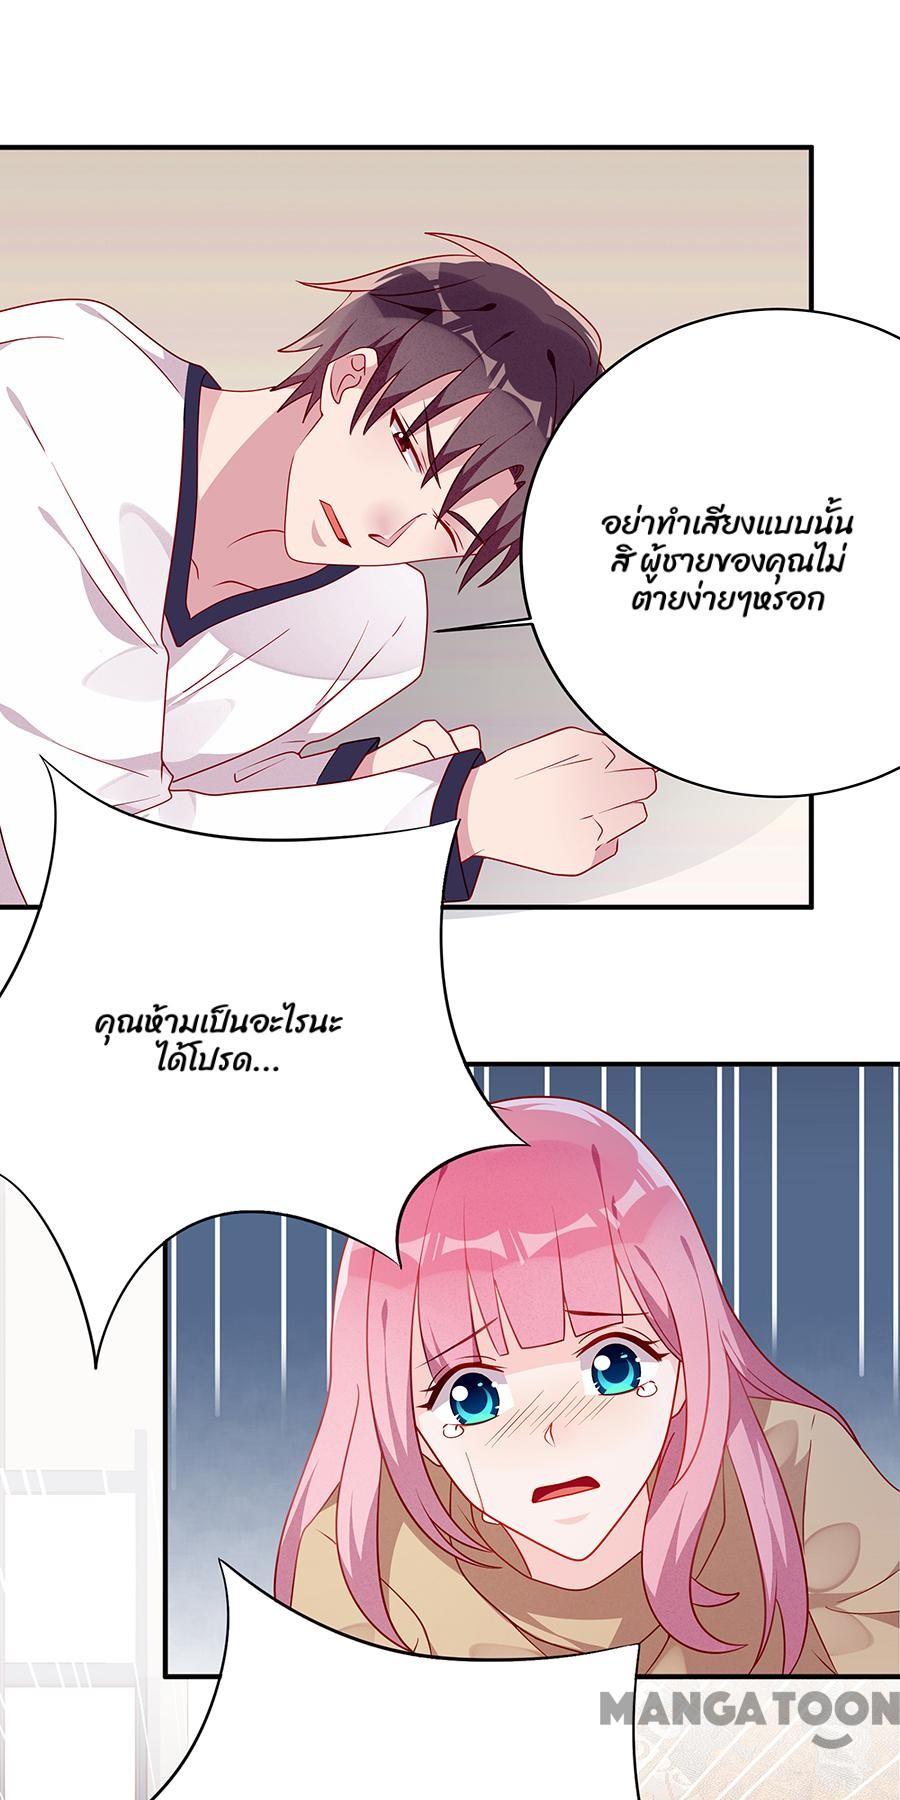 อย่าทำเสียงแบบนั้น
สิ ผู้ชายของคุณไม่
ตายง่ายๆหรอก
คุณห้ามเป็นอะไรนะ
ได้โปรด...
MANGATOON